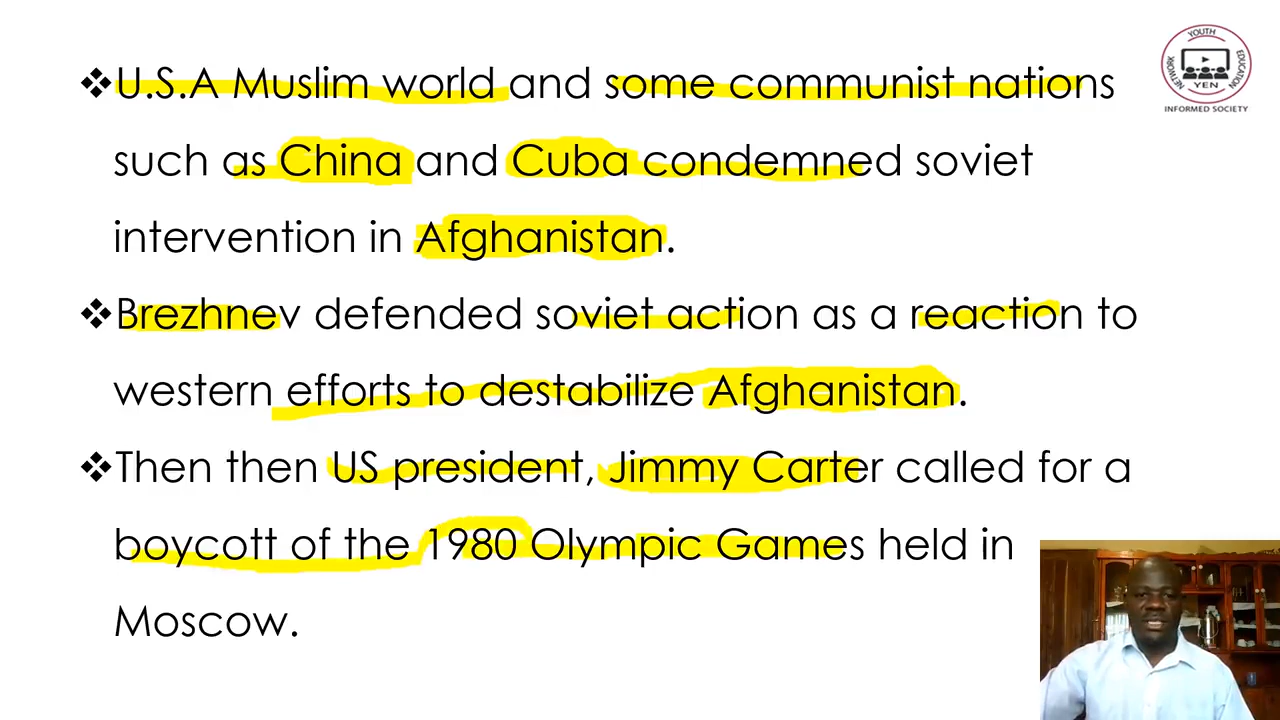 ❖U.S.A Muslim world and some communist nations
such as China and Cuba condemned soviet
intervention in Afghanistan.
❖Brezhnev defended soviet action as a reaction to
western efforts to destabilize Afghanistan.
❖Then then US president, Jimmy Carter called for a
boycott of the 1980 Olympic Games held in
Moscow.
YOUTH
EDUCATION
NETWORK
YEN
INFORMED SOCIETY